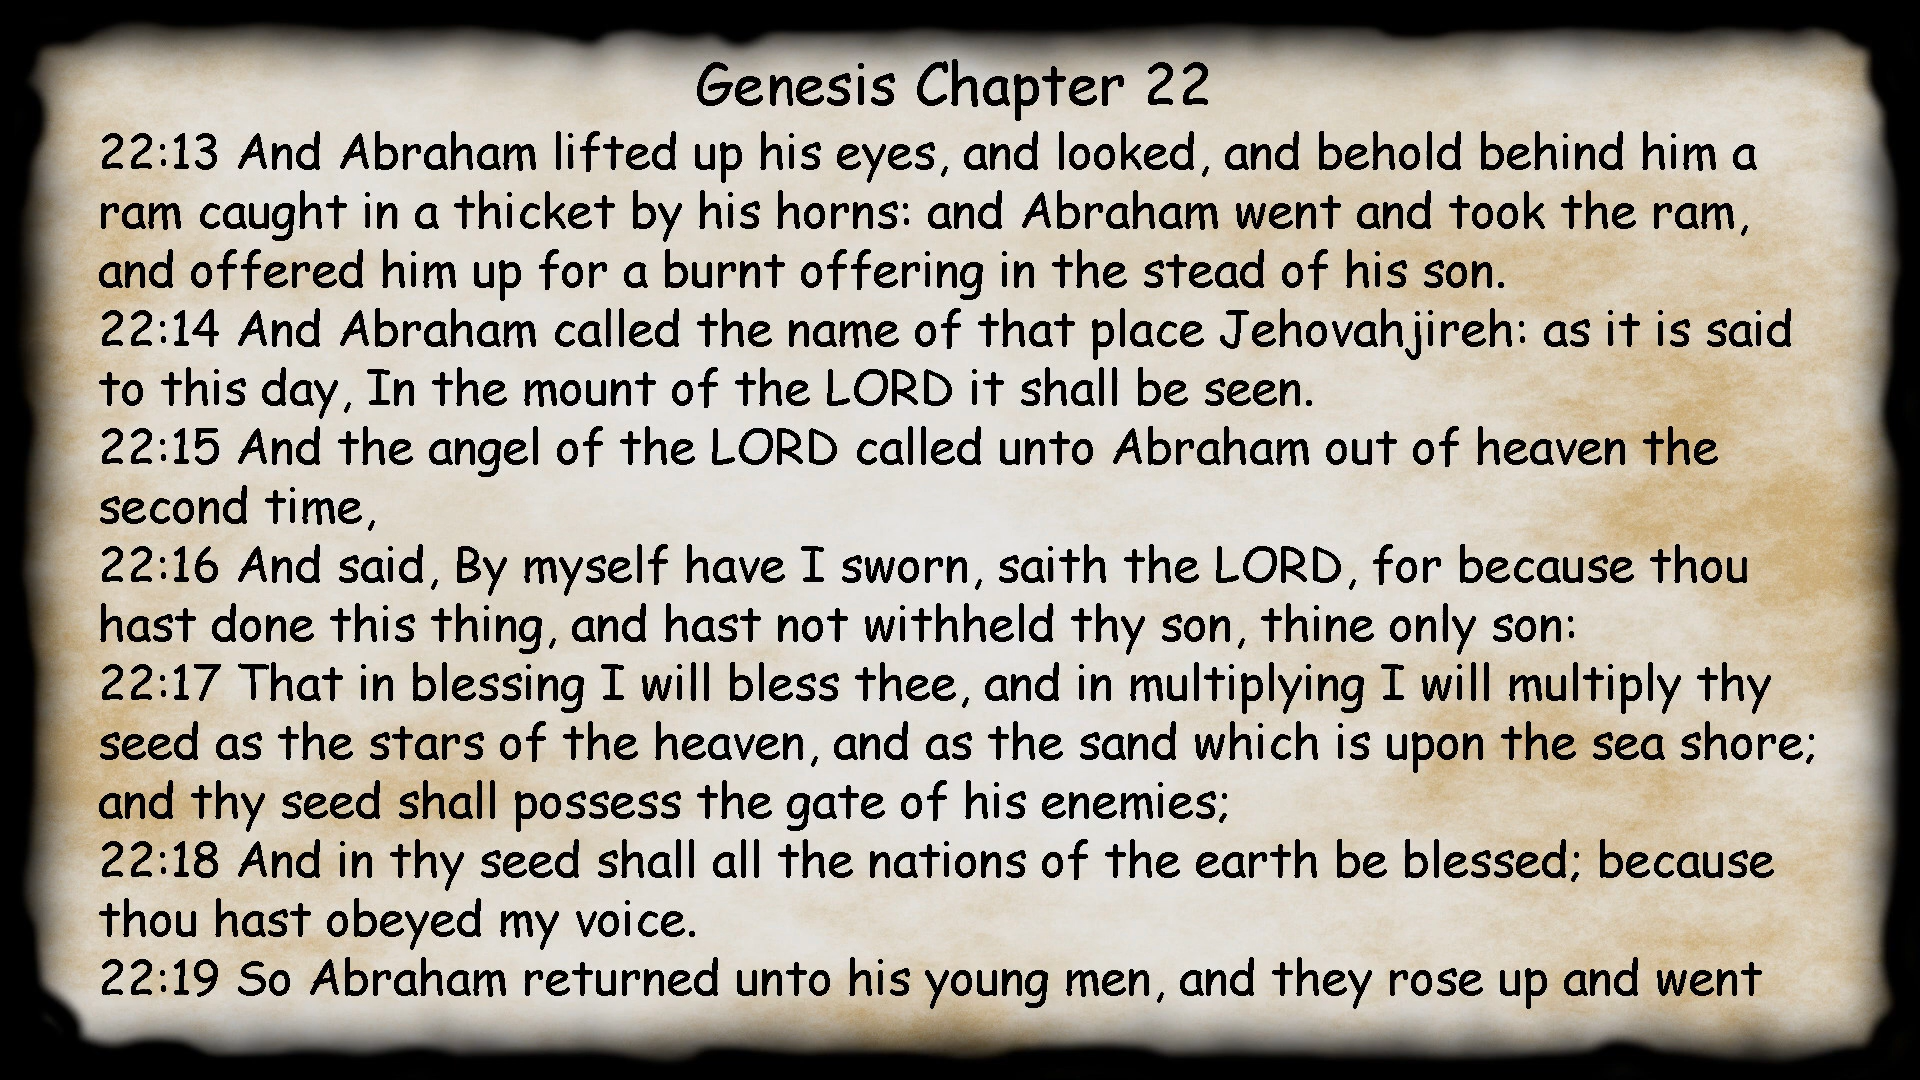 Genesis Chapter 22
22:13 And Abraham lifted up his eyes, and looked, and behold behind him a
ram caught in a thicket by his horns: and Abraham went and took the ram,
and offered him up for a burnt offering in the stead of his son.
22:14 And Abraham called the name of that place Jehovahjireh: as it is said
to this day, In the mount of the LORD it shall be seen.
22:15 And the angel of the LORD called unto Abraham out of heaven the
second time,
22:16 And said, By myself have I sworn, saith the LORD, for because thou
hast done this thing, and hast not withheld thy son, thine only son:
22:17 That in blessing I will bless thee, and in multiplying I will multiply thy
seed as the stars of the heaven, and as the sand which is upon the sea shore;
and thy seed shall possess the gate of his enemies;
22:18 And in thy seed shall all the nations of the earth be blessed; because
thou hast obeyed my voice.
22:19 So Abraham returned unto his young men, and they rose up and went